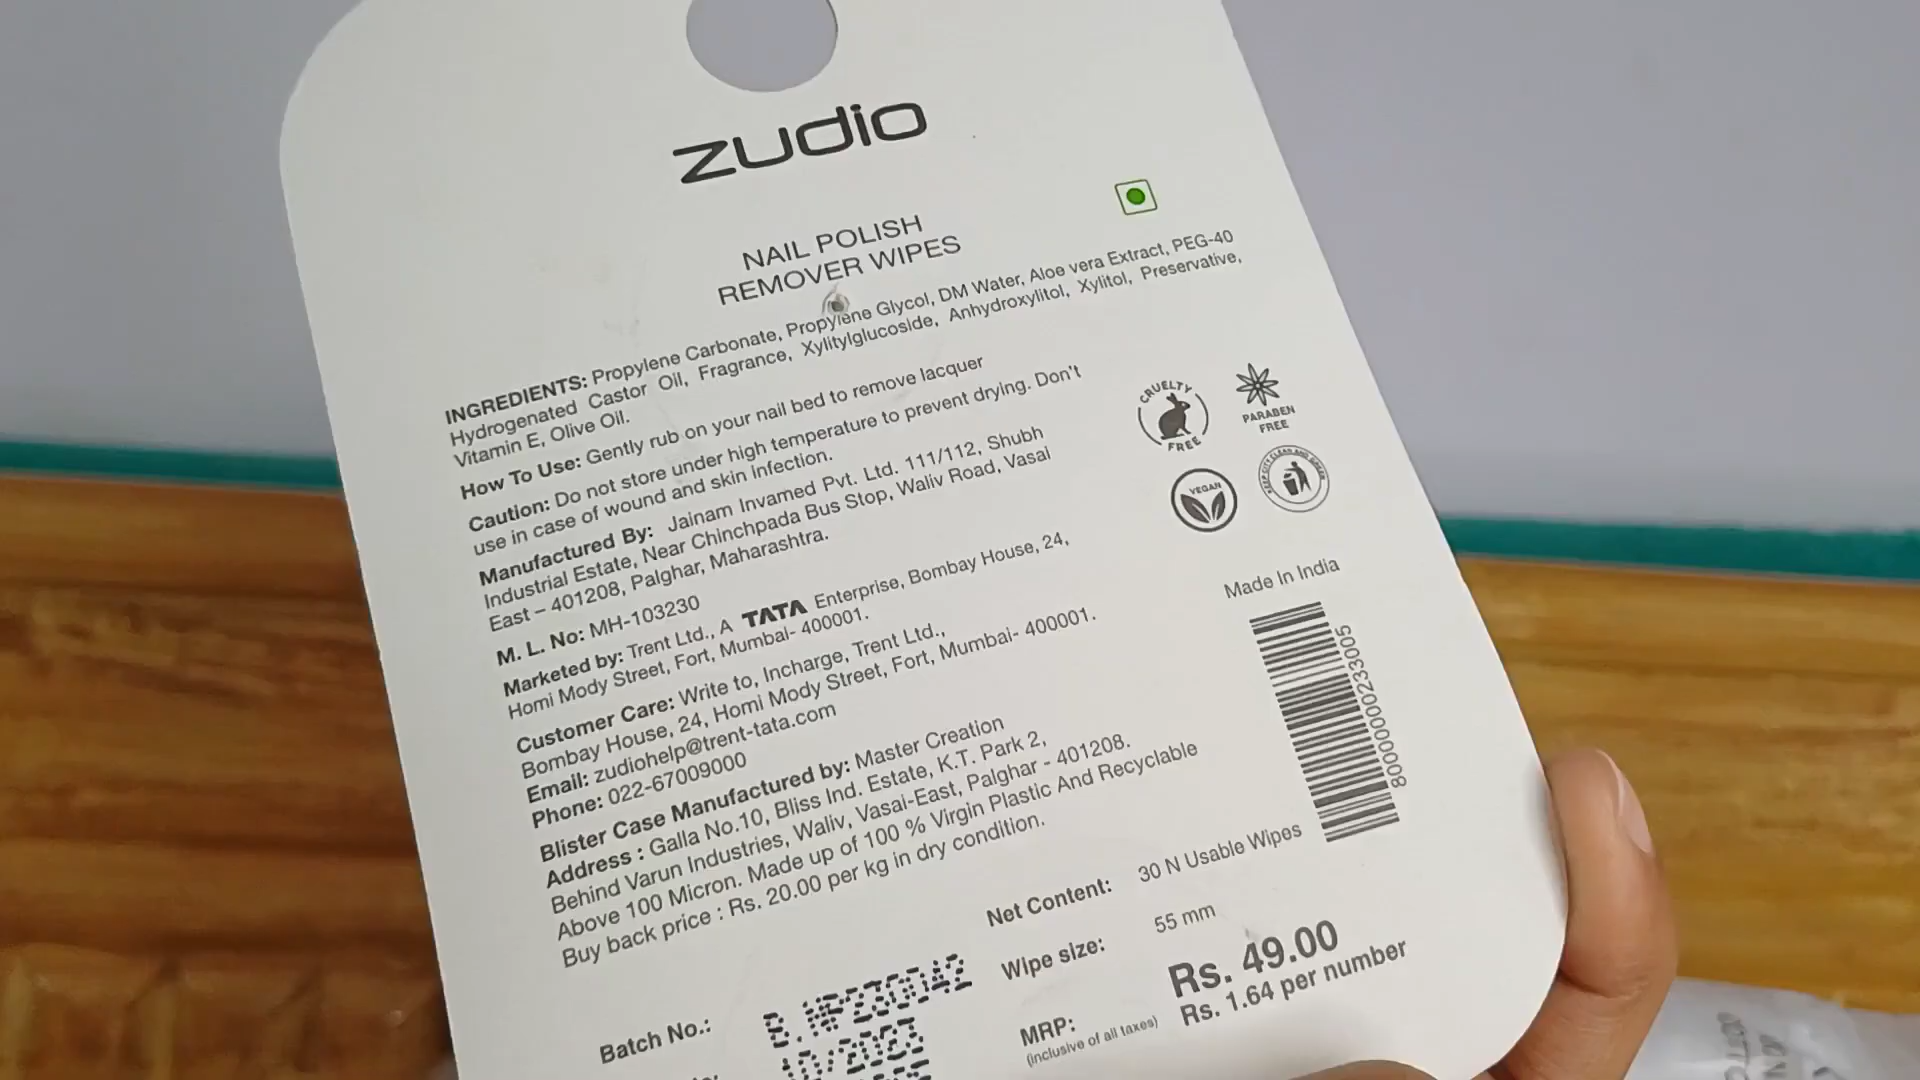 zudio
NAIL POLISH
REMOVER WIPES
INGREDIENTS: Propylene Carbonate, Propylene Glycol, DM Water, Aloe vera Extract, PEG-40
Hydrogenated Castor Oil, Fragrance, Xylitylglucoside, Anhydroxylitol, Xylitol, Preservative,
Vitamin E, Olive Oil.
How To Use: Gently rub on your nail bed to remove lacquer
Caution: Do not store under high temperature to prevent drying. Don't
use in case of wound and skin infection.
CRUELTY
FREE
PARABEN
FREE
VEGAN
KEEP CITY CLEAN AND GREEN
Manufactured By: Jainam Invamed Pvt. Ltd. 111/112, Shubh
Industrial Estate, Near Chinchpada Bus Stop, Waliv Road, Vasai
East – 401208, Palghar, Maharashtra.
M. L. No: MH-103230
Marketed by: Trent Ltd., A TATA Enterprise, Bombay House, 24,
Homi Mody Street, Fort, Mumbai- 400001.
Customer Care: Write to, Incharge, Trent Ltd.,
Bombay House, 24, Homi Mody Street, Fort, Mumbai- 400001.
Email: zudiohelp@trent-tata.com
Phone: 022-67009000
Made In India
80000000233005
Blister Case Manufactured by: Master Creation
Address : Galla No.10, Bliss Ind. Estate, K.T. Park 2,
Behind Varun Industries, Waliv, Vasai-East, Palghar - 401208.
Above 100 Micron. Made up of 100 % Virgin Plastic And Recyclable
Buy back price : Rs. 20.00 per kg in dry condition.
Net Content: 30 N Usable Wipes
Wipe size: 55 mm
MRP: Rs. 49.00
(inclusive of all taxes) Rs. 1.64 per number
Batch No.:
10/2023